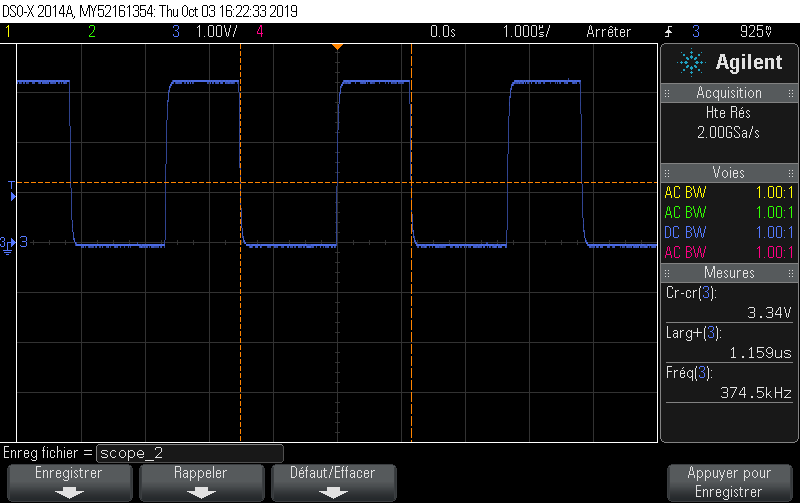 DSO-X 2014A, MY52161354: Thu Oct 03 16:22:33 2019
1 2 3 1.00V/ 4 0.0s 1.000us/ Arrêter 3 925mV
Agilent
Acquisition
Hte Rés
2.00GSa/s
Voies
AC BW 1.00:1
AC BW 1.00:1
DC BW 1.00:1
AC BW 1.00:1
Mesures
Cr-cr(3):
3.34V
Larg+(3):
1.159us
Fréq(3):
374.5kHz
T
3 3
Enreg fichier = scope_2
Enregistrer Rappeler Défaut/Effacer Appuyer pour
Enregistrer